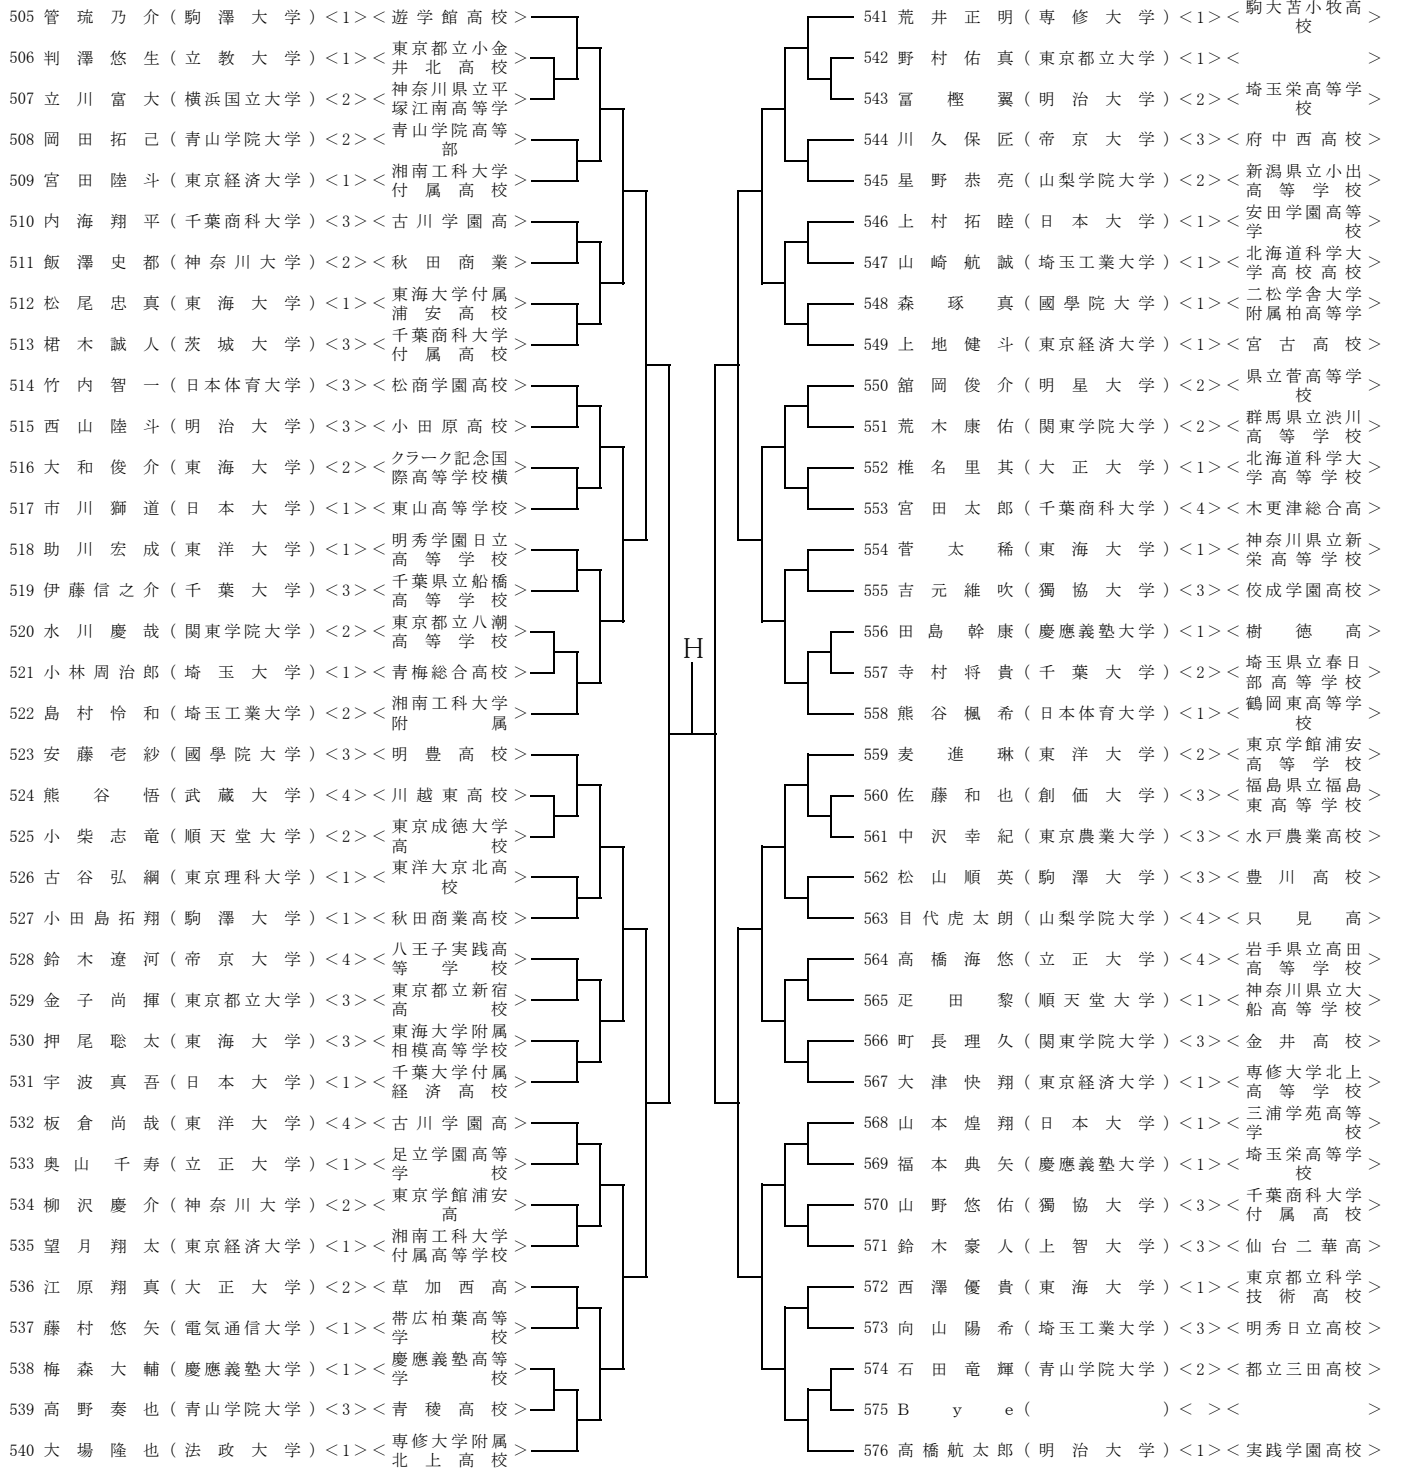 505 管琉乃介(駒澤大学)<1><遊学館高校>
506 判澤悠生(立教大学)<1><東京都立小金井北高校>
507 立川富大(横浜国立大学)<2><神奈川県立平塚江南高等学>
508 岡田拓己(青山学院大学)<2><青山学院高等部>
509 宮田陸斗(東京経済大学)<1><湘南工科大学付属高校>
510 内海翔平(千葉商科大学)<3><古川学園高>
511 飯澤史都(神奈川大学)<2><秋田商業>
512 松尾忠真(東海大学)<1><東海大学付属浦安高校>
513 桾木誠人(茨城大学)<3><千葉商科大学付属高校>
514 竹内智一(日本体育大学)<3><松商学園高校>
515 西山陸斗(明治大学)<3><小田原高校>
516 大和俊介(東海大学)<2><クラーク記念国際高等学校横>
517 市川獅道(日本大学)<1><東山高等学校>
518 助川宏成(東洋大学)<1><明秀学園日立高等学校>
519 伊藤信之介(千葉大学)<3><千葉県立船橋高等学校>
520 水川慶哉(関東学院大学)<2><東京都立八潮高等学校>
521 小林周治郎(埼玉大学)<1><青梅総合高校>
522 島村怜和(埼玉工業大学)<2><湘南工科大学附属>
523 安藤壱紗(國學院大学)<3><明豊高校>
524 熊谷悟(武蔵大学)<4><川越東高校>
525 小柴志竜(順天堂大学)<2><東京成徳大学高校>
526 古谷弘綱(東京理科大学)<1><東洋大京北高校>
527 小田島拓翔(駒澤大学)<1><秋田商業高校>
528 鈴木遼河(帝京大学)<4><八王子実践高等学校>
529 金子尚揮(東京都立大学)<3><東京都立新宿高校>
530 押尾聡太(東海大学)<3><東海大学附属相模高等学校>
531 宇波真吾(日本大学)<1><千葉大学付属経済高校>
532 板倉尚哉(東洋大学)<4><古川学園高>
533 奥山千寿(立正大学)<1><足立学園高等学校>
534 柳沢慶介(神奈川大学)<2><東京学館浦安高>
535 望月翔太(東京経済大学)<1><湘南工科大学付属高等学校>
536 江原翔真(大正大学)<2><草加西高>
537 藤村悠矢(電気通信大学)<1><帯広柏葉高等学校>
538 梅森大輔(慶應義塾大学)<1><慶應義塾高等学校>
539 高野奏也(青山学院大学)<3><青稜高校>
540 大場隆也(法政大学)<1><専修大学附属北上高校>
H
541 荒井正明(専修大学)<1><駒大苫小牧高校>
542 野村佑真(東京都立大学)<1><>
543 冨樫翼(明治大学)<2><埼玉栄高等学校>
544 川久保匠(帝京大学)<3><府中西高校>
545 星野恭亮(山梨学院大学)<2><新潟県立小出高等学校>
546 上村拓睦(日本大学)<1><安田学園高等学校>
547 山崎航誠(埼玉工業大学)<1><北海道科学大学高校高校>
548 森琢真(國學院大学)<1><二松学舎大学附属柏高等学>
549 上地健斗(東京経済大学)<1><宮古高校>
550 舘岡俊介(明星大学)<2><県立菅高等学校>
551 荒木康佑(関東学院大学)<2><群馬県立渋川高等学校>
552 椎名里其(大正大学)<1><北海道科学大学高等学校>
553 宮田太郎(千葉商科大学)<4><木更津総合高>
554 菅太稀(東海大学)<1><神奈川県立新栄高等学校>
555 吉元維吹(獨協大学)<3><佼成学園高校>
556 田島幹康(慶應義塾大学)<1><樹徳高>
557 寺村将貴(千葉大学)<2><埼玉県立春日部高等学校>
558 熊谷楓希(日本体育大学)<1><鶴岡東高等学校>
559 麦進琳(東洋大学)<2><東京学館浦安高等学校>
560 佐藤和也(創価大学)<3><福島県立福島東高等学校>
561 中沢幸紀(東京農業大学)<3><水戸農業高校>
562 松山順英(駒澤大学)<3><豊川高校>
563 目代虎太朗(山梨学院大学)<4><只見高>
564 高橋海悠(立正大学)<4><岩手県立高田高等学校>
565 疋田黎(順天堂大学)<1><神奈川県立大船高等学校>
566 町長理久(関東学院大学)<3><金井高校>
567 大津快翔(東京経済大学)<1><専修大学北上高等学校>
568 山本煌翔(日本大学)<1><三浦学苑高等学校>
569 福本典矢(慶應義塾大学)<1><埼玉栄高等学校>
570 山野悠佑(獨協大学)<3><千葉商科大学付属高校>
571 鈴木豪人(上智大学)<3><仙台二華高>
572 西澤優貴(東海大学)<1><東京都立科学技術高校>
573 向山陽希(埼玉工業大学)<3><明秀日立高校>
574 石田竜輝(青山学院大学)<2><都立三田高校>
575 Bye()<><>
576 高橋航太郎(明治大学)<1><実践学園高校>